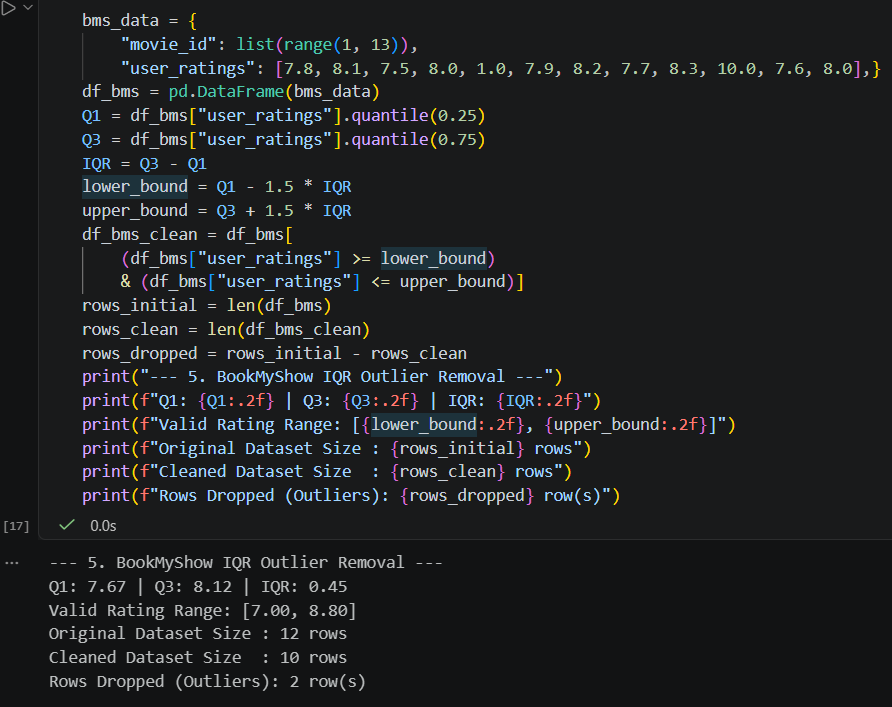 bms_data = {
    "movie_id": list(range(1, 13)),
    "user_ratings": [7.8, 8.1, 7.5, 8.0, 1.0, 7.9, 8.2, 7.7, 8.3, 10.0, 7.6, 8.0],}
df_bms = pd.DataFrame(bms_data)
Q1 = df_bms["user_ratings"].quantile(0.25)
Q3 = df_bms["user_ratings"].quantile(0.75)
IQR = Q3 - Q1
lower_bound = Q1 - 1.5 * IQR
upper_bound = Q3 + 1.5 * IQR
df_bms_clean = df_bms[
    (df_bms["user_ratings"] >= lower_bound)
    & (df_bms["user_ratings"] <= upper_bound)]
rows_initial = len(df_bms)
rows_clean = len(df_bms_clean)
rows_dropped = rows_initial - rows_clean
print("--- 5. BookMyShow IQR Outlier Removal ---")
print(f"Q1: {Q1:.2f} | Q3: {Q3:.2f} | IQR: {IQR:.2f}")
print(f"Valid Rating Range: [{lower_bound:.2f}, {upper_bound:.2f}]")
print(f"Original Dataset Size : {rows_initial} rows")
print(f"Cleaned Dataset Size  : {rows_clean} rows")
print(f"Rows Dropped (Outliers): {rows_dropped} row(s)")
[17] 0.0s
--- 5. BookMyShow IQR Outlier Removal ---
Q1: 7.67 | Q3: 8.12 | IQR: 0.45
Valid Rating Range: [7.00, 8.80]
Original Dataset Size : 12 rows
Cleaned Dataset Size  : 10 rows
Rows Dropped (Outliers): 2 row(s)